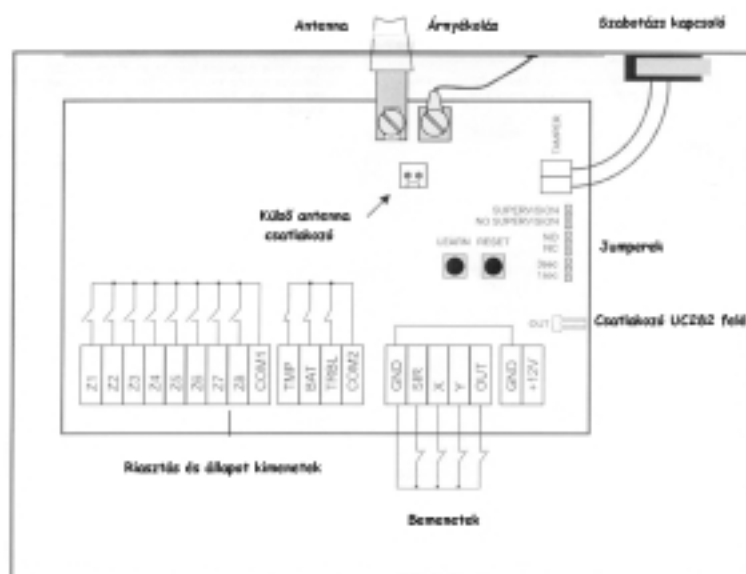 Antenna
Árnyékolás
Szabotázs kapcsoló
TAMPER
Külső antenna
csatlakozó
SUPERVISION
NO SUPERVISION
LEARN RESET
NO
NC
Jumperek
OUT
Csatlakozó UC282 felé
Z1 Z2 Z3 Z4 Z5 Z6 Z7 Z8 COM1
TMP BAT TRBL COM2
GND SIR X Y OUT
GND +12V
Riasztás és állapot kimenetek
Bemenetek